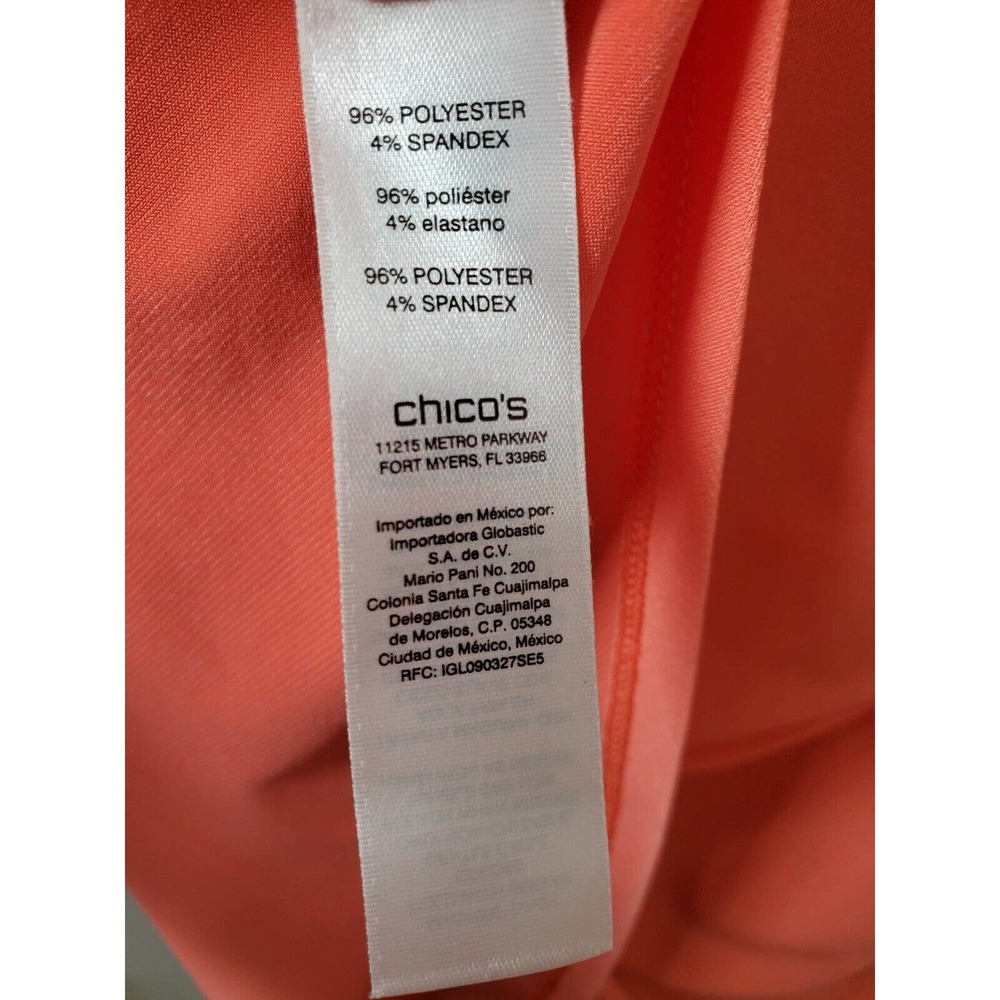 96% POLYESTER
4% SPANDEX
96% poliéster
4% elastano
96% POLYESTER
4% SPANDEX
chico's
11215 METRO PARKWAY
FORT MYERS, FL 33966
Importado en México por:
Importadora Globastic
S.A. de C.V.
Mario Pani No. 200
Colonia Santa Fe Cuajimalpa
Delegación Cuajimalpa
de Morelos, C.P. 05348
Ciudad de México, México
RFC: IGL090327SE5